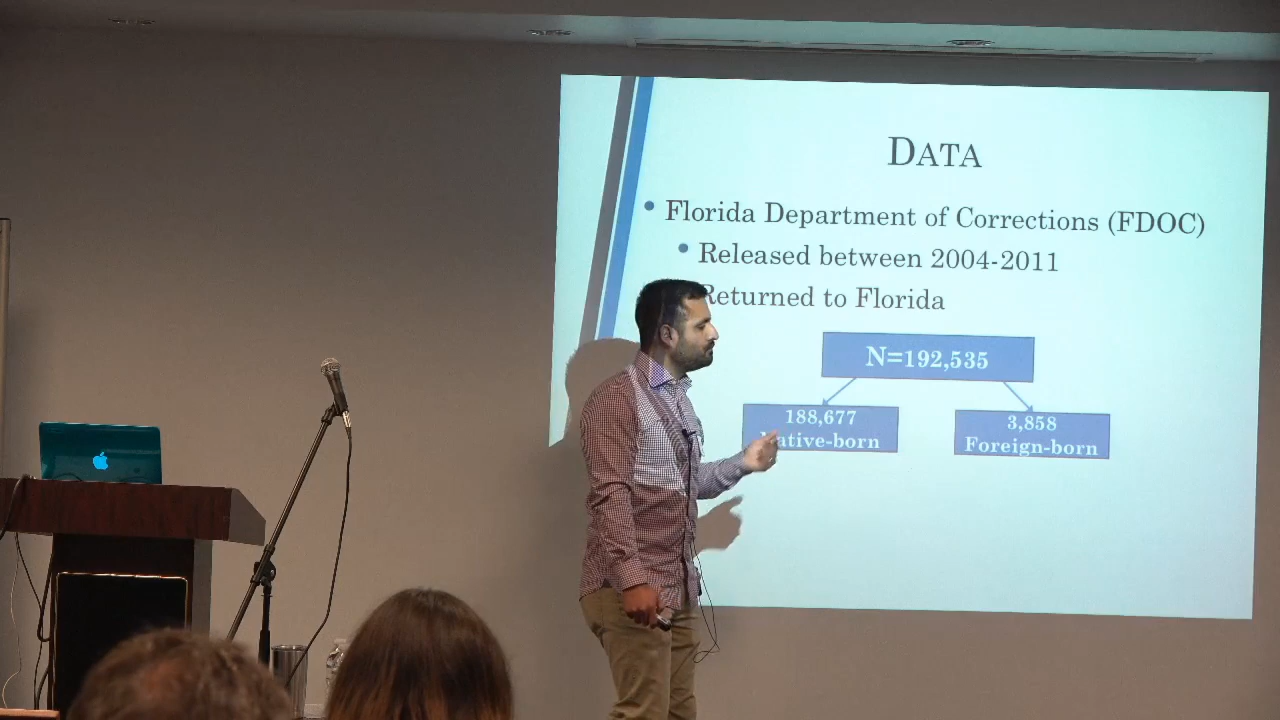 DATA
• Florida Department of Corrections (FDOC)
• Released between 2004-2011
Returned to Florida
N=192,535
188,677
Native-born
3,858
Foreign-born